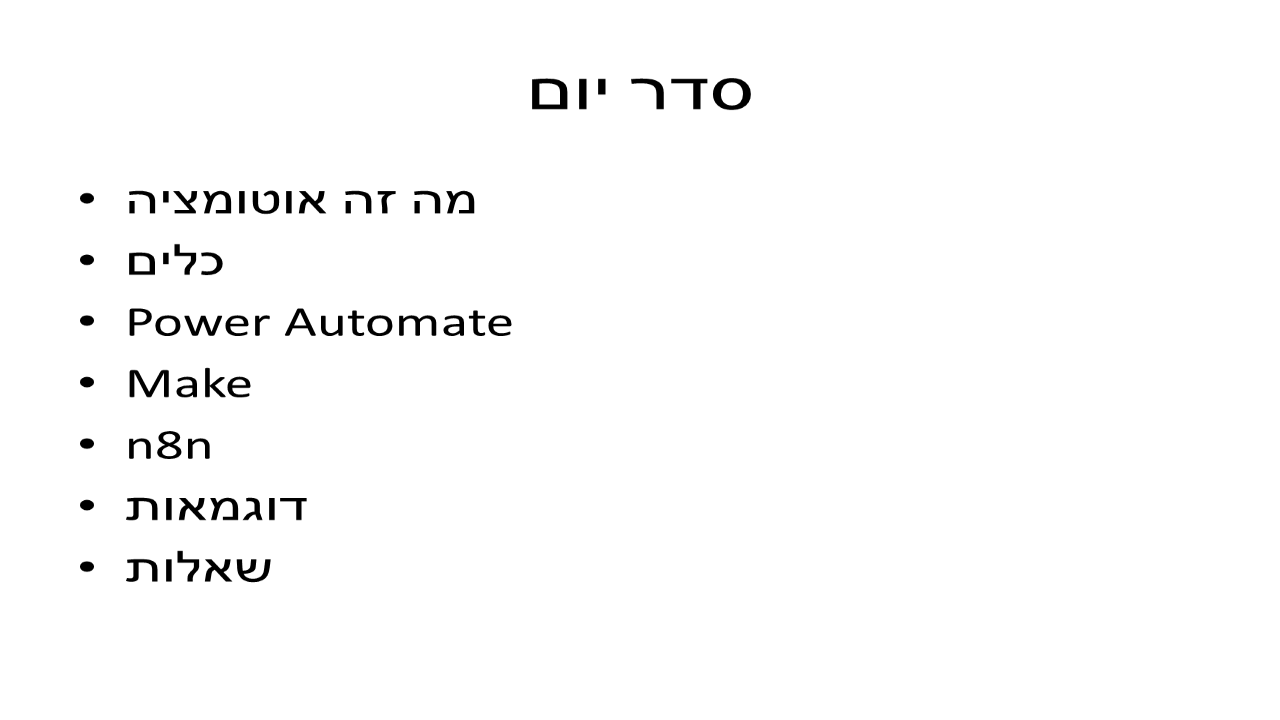 סדר יום
• מה זה אוטומציה
• כלים
• Power Automate
• Make
• n8n
• דוגמאות
• שאלות